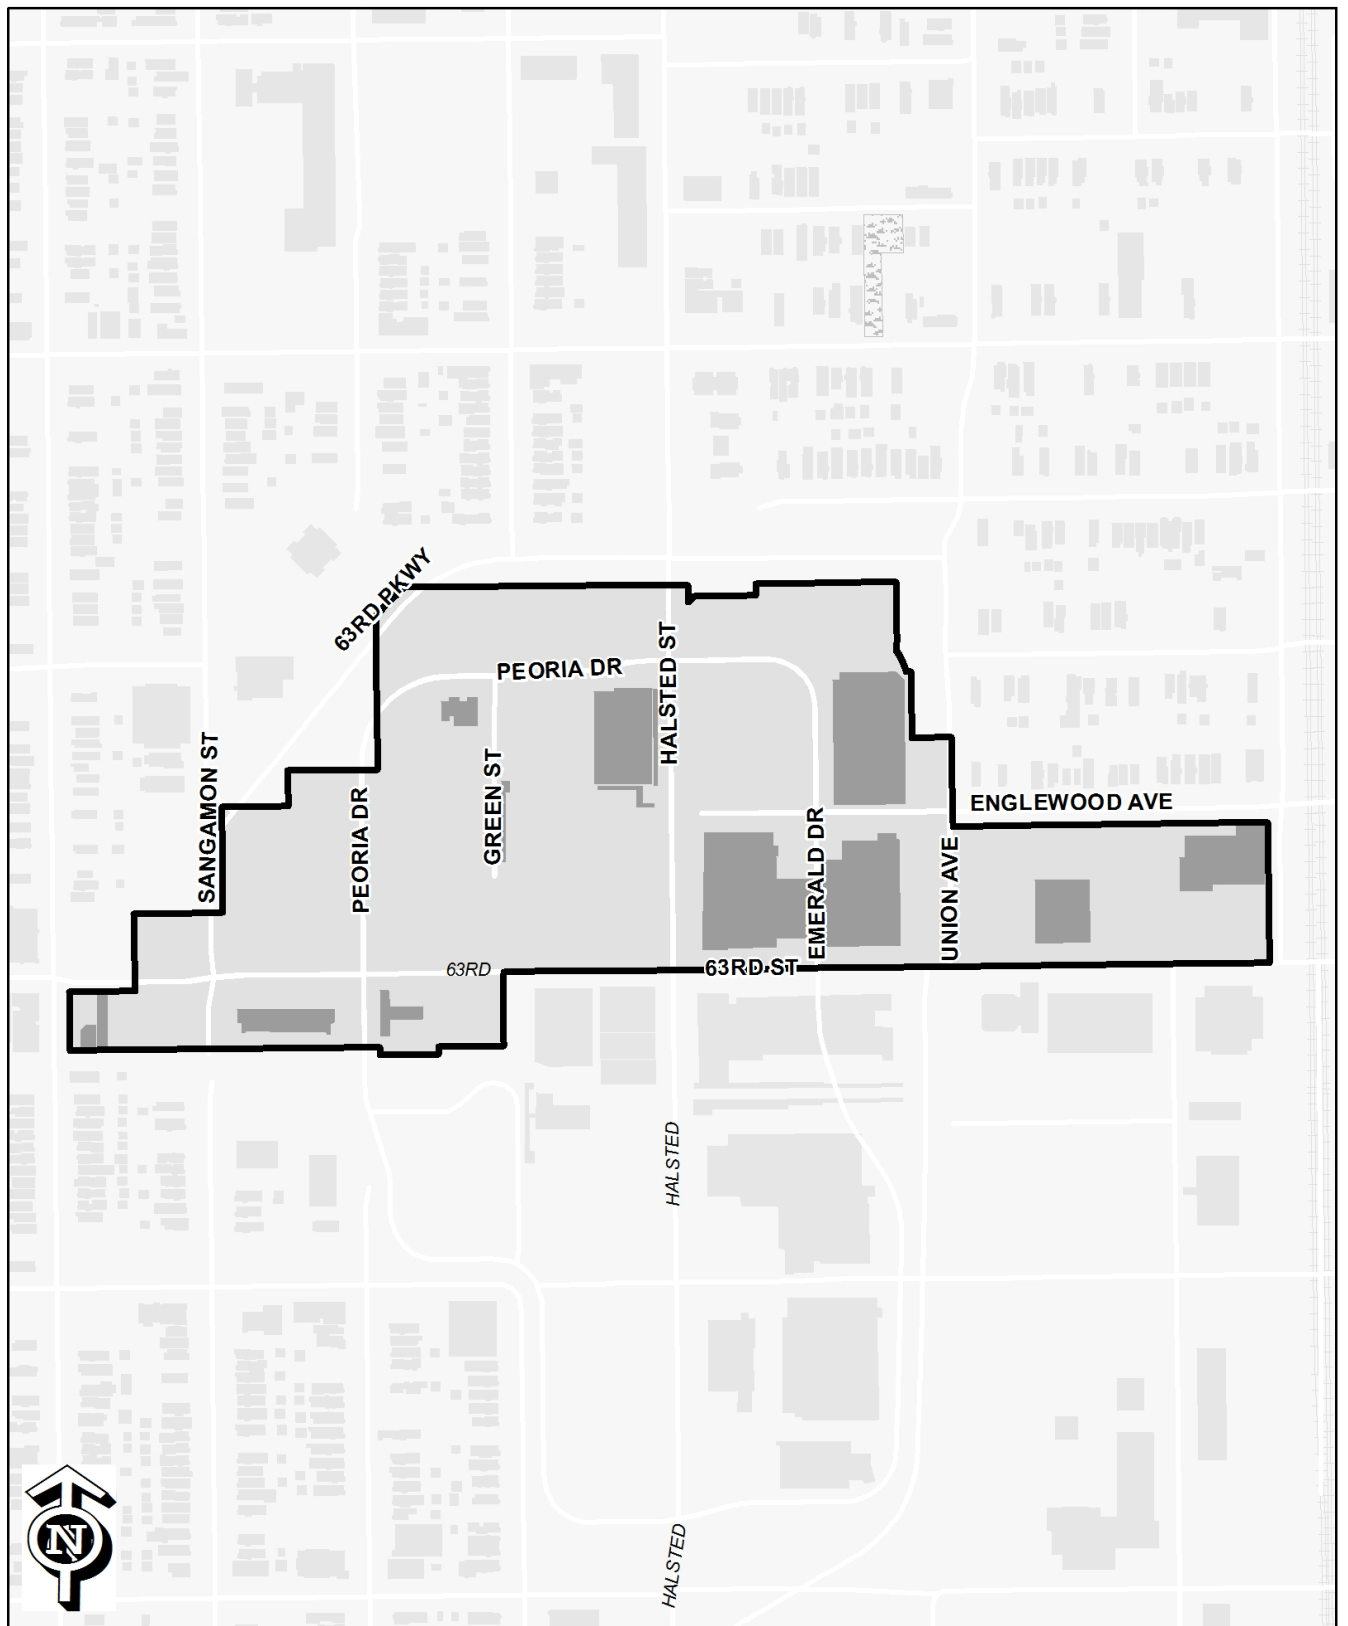 63RD PKWY
PEORIA DR
HALSTED ST
SANGAMON ST
PEORIA DR
GREEN ST
ENGLEWOOD AVE
EMERALD DR
UNION AVE
63RD
63RD ST
HALSTED
HALSTED
N